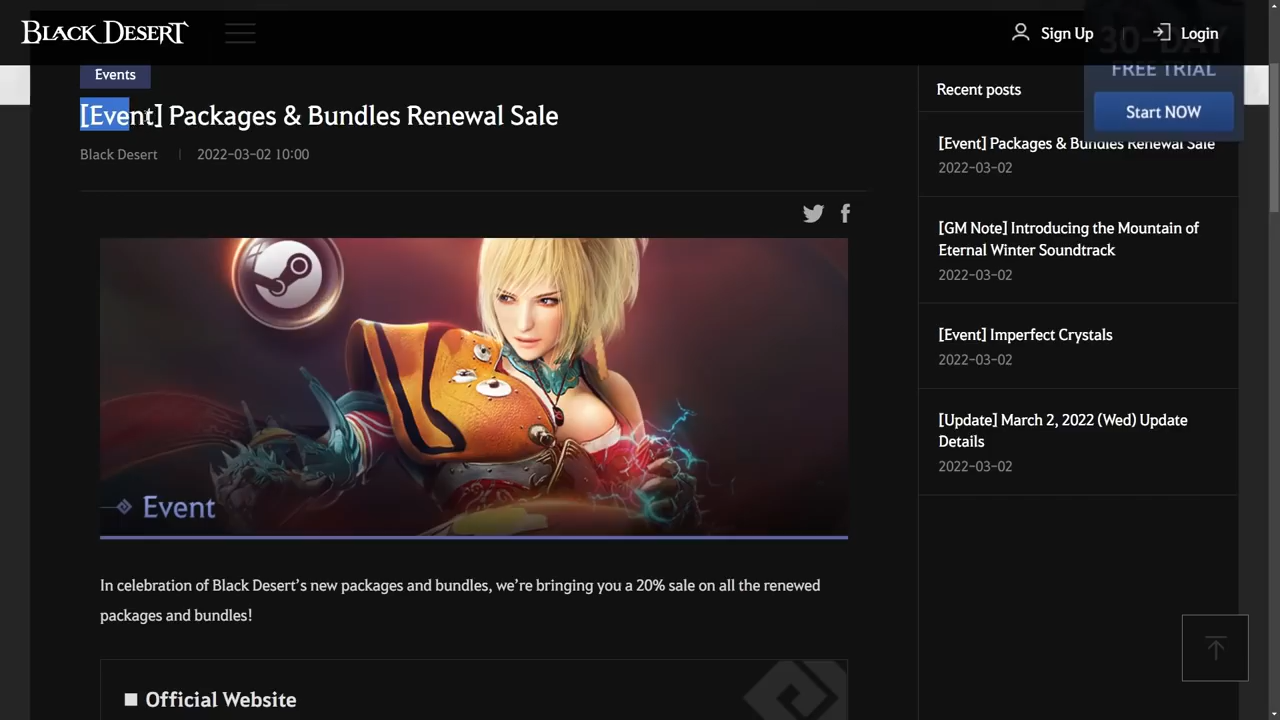 BLACK DESERT
Sign Up
Login
30-DAY
FREE TRIAL
Start NOW
Events
[Event] Packages & Bundles Renewal Sale
Black Desert
2022-03-02 10:00
Event
In celebration of Black Desert’s new packages and bundles, we’re bringing you a 20% sale on all the renewed
packages and bundles!
■ Official Website
Recent posts
[Event] Packages & Bundles Renewal Sale
2022-03-02
[GM Note] Introducing the Mountain of
Eternal Winter Soundtrack
2022-03-02
[Event] Imperfect Crystals
2022-03-02
[Update] March 2, 2022 (Wed) Update
Details
2022-03-02